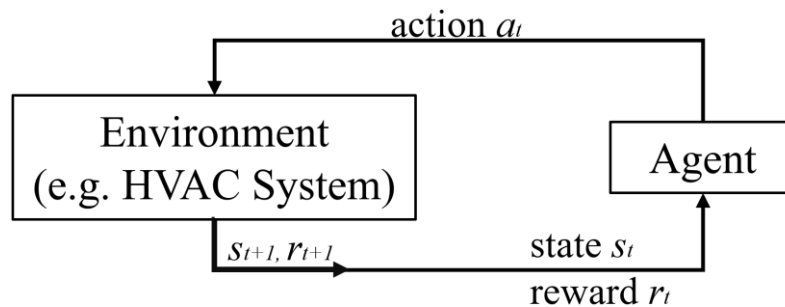 action aₜ
Environment
(e.g. HVAC System)
Agent
sₜ₊₁, rₜ₊₁
state sₜ
reward rₜ